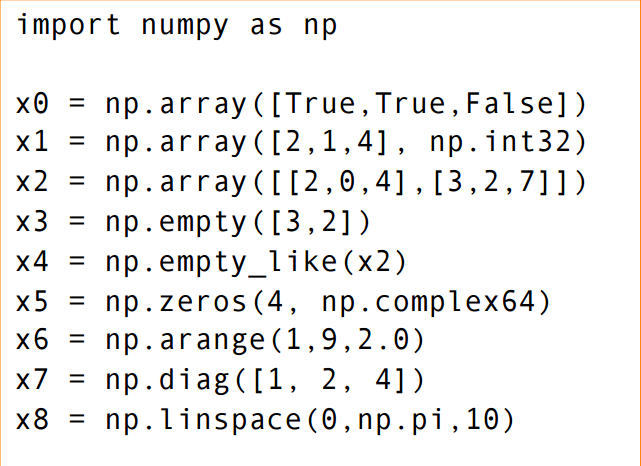 import numpy as np
x0 = np.array([True,True,False])
x1 = np.array([2,1,4], np.int32)
x2 = np.array([[2,0,4],[3,2,7]])
x3 = np.empty([3,2])
x4 = np.empty_like(x2)
x5 = np.zeros(4, np.complex64)
x6 = np.arange(1,9,2.0)
x7 = np.diag([1, 2, 4])
x8 = np.linspace(0,np.pi,10)